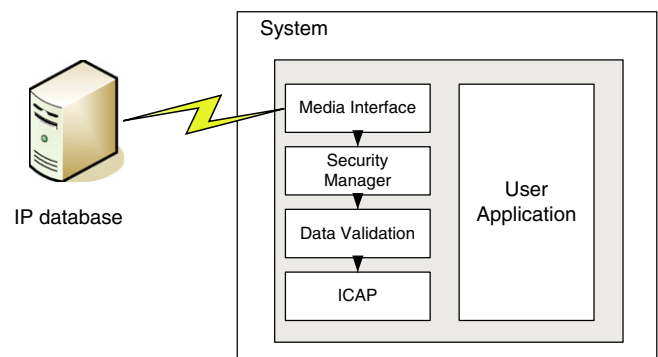 System
Media Interface
Security
Manager
Data Validation
ICAP
User
Application
IP database